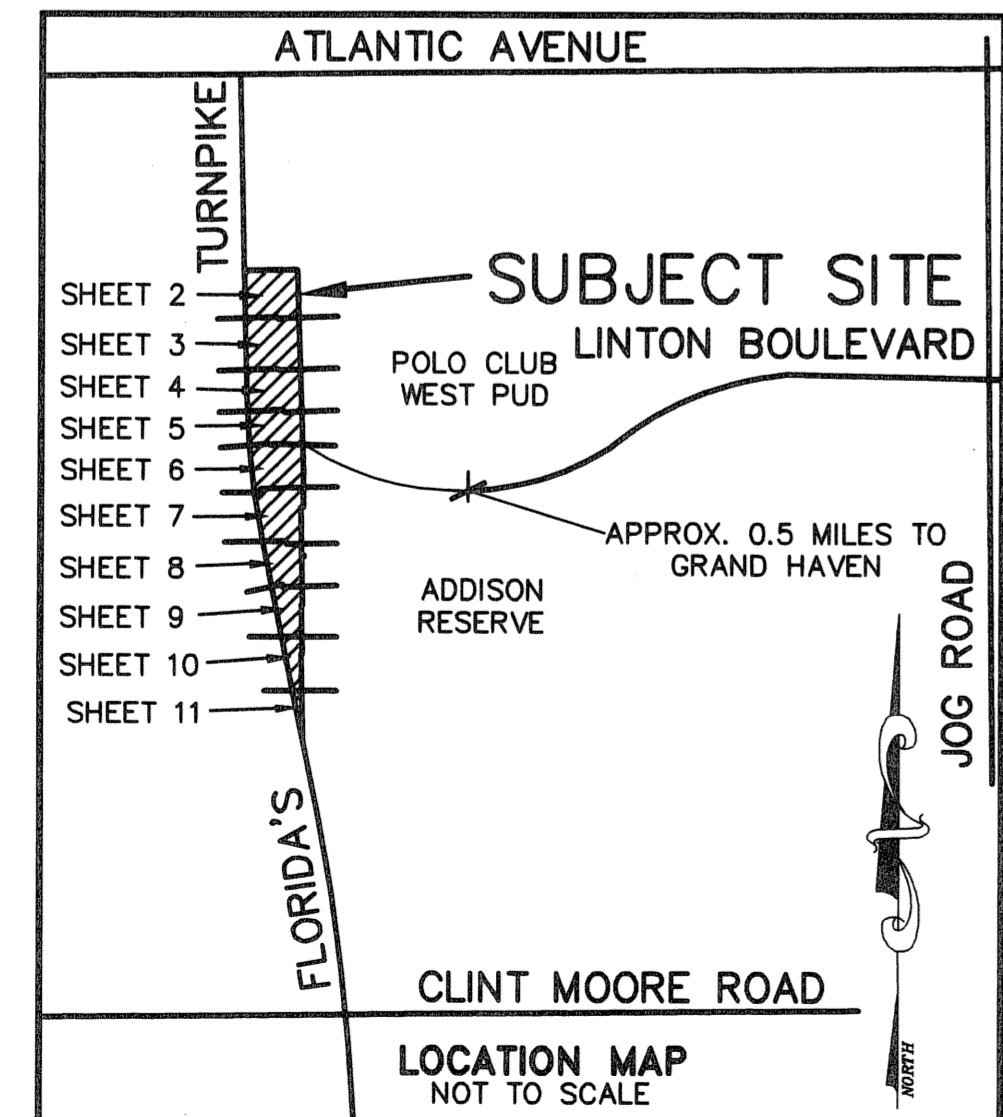 ATLANTIC AVENUE
TURNPIKE
SUBJECT SITE
SHEET 2
SHEET 3
SHEET 4
SHEET 5
SHEET 6
SHEET 7
SHEET 8
SHEET 9
SHEET 10
SHEET 11
LINTON BOULEVARD
POLO CLUB
WEST PUD
APPROX. 0.5 MILES TO
GRAND HAVEN
ADDISON
RESERVE
JOG ROAD
FLORIDA'S
CLINT MOORE ROAD
LOCATION MAP
NOT TO SCALE
NORTH